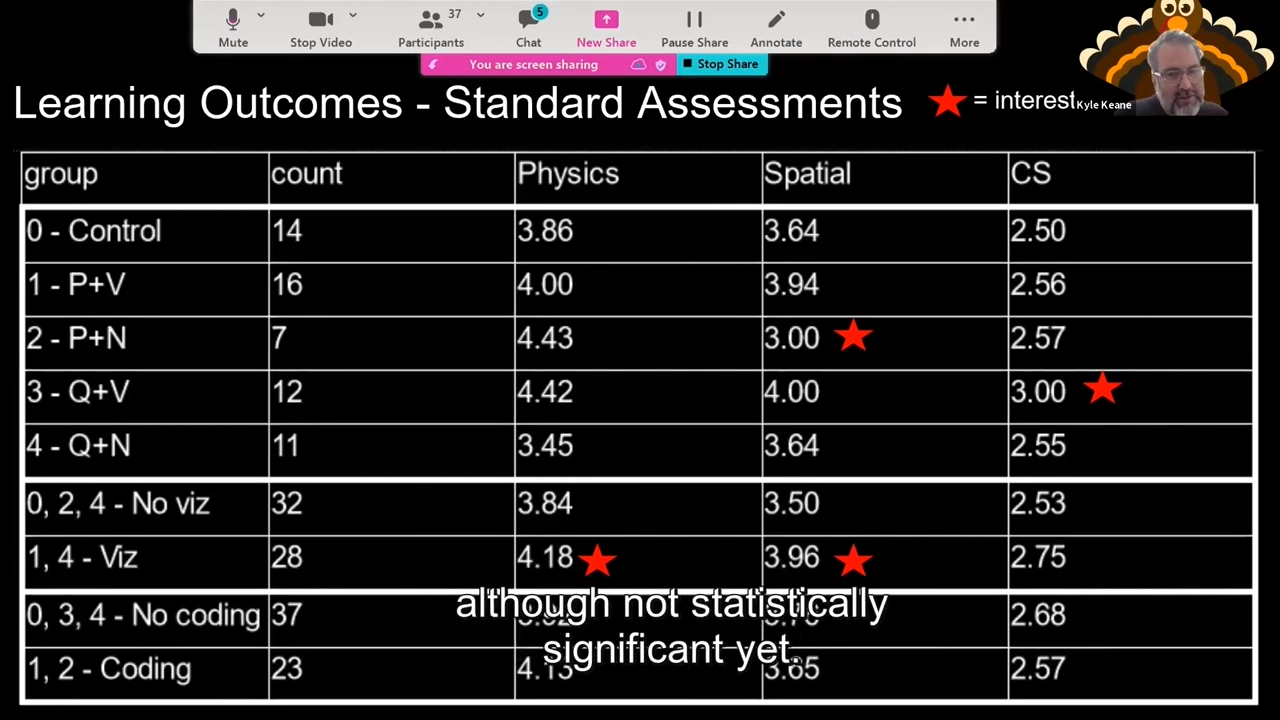 37
5
Mute
Stop Video
Participants
Chat
New Share
Pause Share
Annotate
Remote Control
More
You are screen sharing
Stop Share
Learning Outcomes - Standard Assessments
= interest
Kyle Keane
group count Physics Spatial CS
0 - Control 14 3.86 3.64 2.50
1 - P+V 16 4.00 3.94 2.56
2 - P+N 7 4.43 3.00 2.57
3 - Q+V 12 4.42 4.00 3.00
4 - Q+N 11 3.45 3.64 2.55
0, 2, 4 - No viz 32 3.84 3.50 2.53
1, 4 - Viz 28 4.18 3.96 2.75
0, 3, 4 - No coding 37 2.68
although not statistically
significant yet.
1, 2 - Coding 23 4.13 3.65 2.57